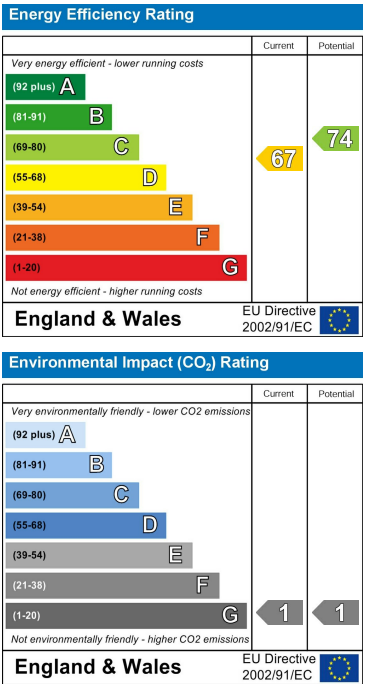 Energy Efficiency Rating
Current Potential
Very energy efficient - lower running costs
(92 plus) A
(81-91) B
(69-80) C
(55-68) D
(39-54) E
(21-38) F
(1-20) G
67
74
Not energy efficient - higher running costs
England & Wales
EU Directive
2002/91/EC
Environmental Impact (CO₂) Rating
Current Potential
Very environmentally friendly - lower CO2 emissions
(92 plus) A
(81-91) B
(69-80) C
(55-68) D
(39-54) E
(21-38) F
(1-20) G
1
1
Not environmentally friendly - higher CO2 emissions
England & Wales
EU Directive
2002/91/EC